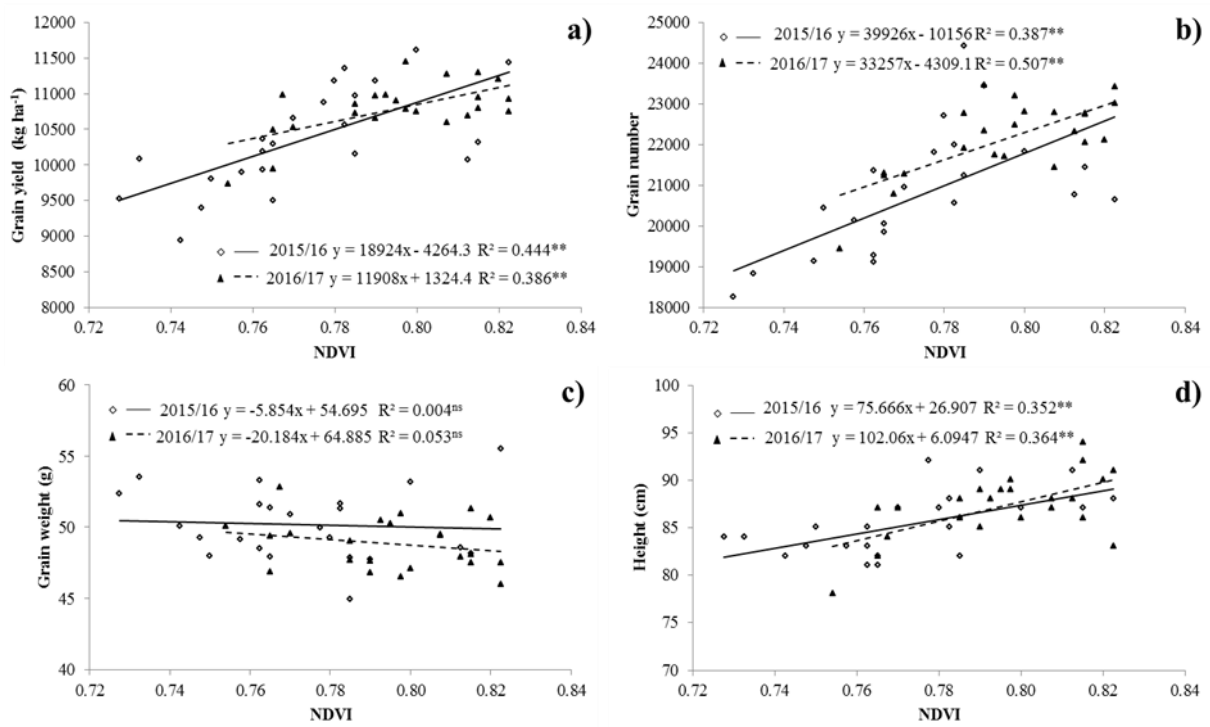 a)
12000
11500
11000
10500
10000
9500
9000
8500
8000
Grain yield (kg ha⁻¹)
2015/16 y = 18924x - 4264.3 R² = 0.444**
2016/17 y = 11908x + 1324.4 R² = 0.386**
0.72 0.74 0.76 0.78 0.80 0.82 0.84
NDVI
b)
25000
24000
23000
22000
21000
20000
19000
18000
Grain number
2015/16 y = 39926x - 10156 R² = 0.387**
2016/17 y = 33257x - 4309.1 R² = 0.507**
0.72 0.74 0.76 0.78 0.80 0.82 0.84
NDVI
c)
60
55
50
45
40
Grain weight (g)
2015/16 y = -5.854x + 54.695 R² = 0.004ⁿˢ
2016/17 y = -20.184x + 64.885 R² = 0.053ⁿˢ
0.72 0.74 0.76 0.78 0.80 0.82 0.84
NDVI
d)
100
95
90
85
80
75
70
Height (cm)
2015/16 y = 75.666x + 26.907 R² = 0.352**
2016/17 y = 102.06x + 6.0947 R² = 0.364**
0.72 0.74 0.76 0.78 0.80 0.82 0.84
NDVI